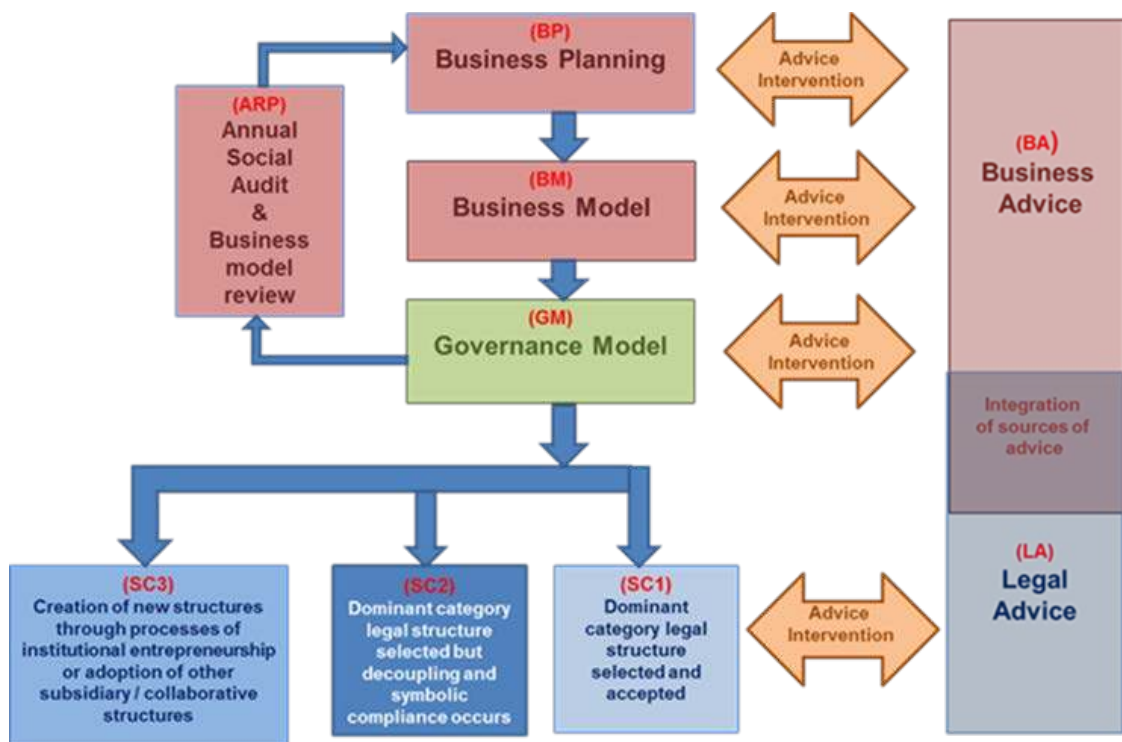 (BP)
Business Planning
Advice
Intervention
(ARP)
Annual
Social
Audit
&
Business
model
review
(BM)
Business Model
Advice
Intervention
(BA)
Business
Advice
(GM)
Governance Model
Advice
Intervention
Integration
of sources of
advice
(SC3)
Creation of new structures
through processes of
institutional entrepreneurship
or adoption of other
subsidiary / collaborative
structures
(SC2)
Dominant category
legal structure
selected but
decoupling and
symbolic
compliance occurs
(SC1)
Dominant
category legal
structure
selected and
accepted
Advice
Intervention
(LA)
Legal
Advice